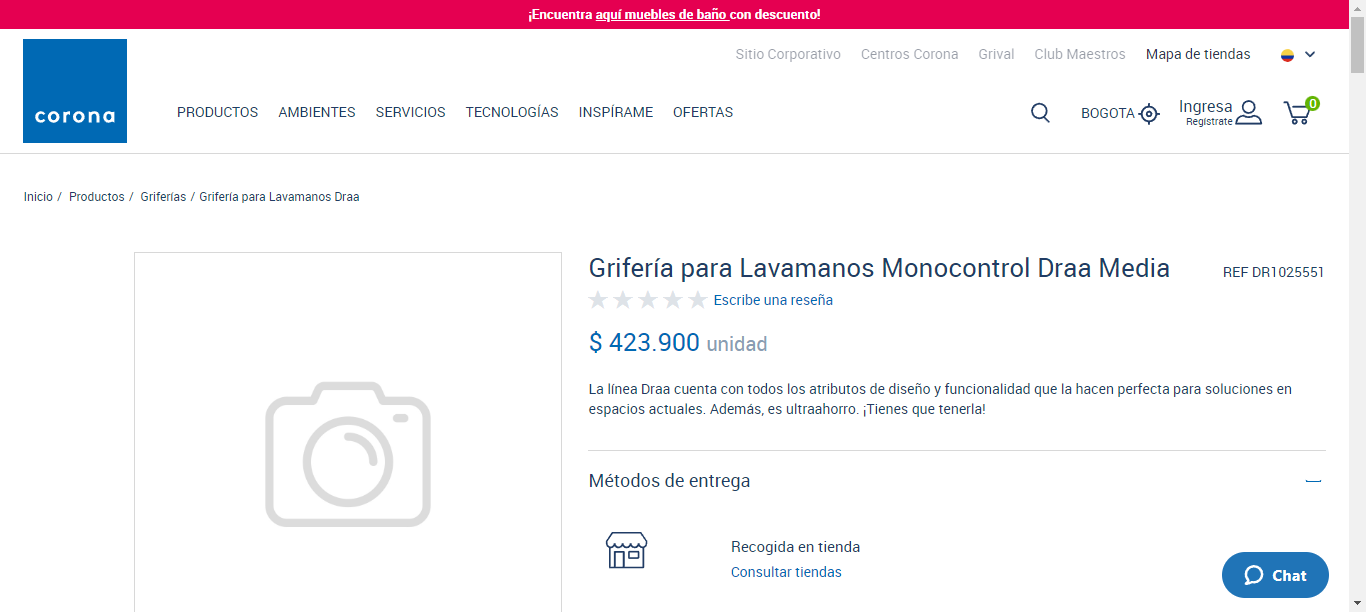 ¡Encuentra aquí muebles de baño con descuento!
Sitio Corporativo Centros Corona Grival Club Maestros Mapa de tiendas
corona
PRODUCTOS AMBIENTES SERVICIOS TECNOLOGÍAS INSPÍRAME OFERTAS
BOGOTA
Ingresa
Regístrate
0
Inicio / Productos / Griferías / Grifería para Lavamanos Draa
Grifería para Lavamanos Monocontrol Draa Media
REF DR1025551
Escribe una reseña
$ 423.900 unidad
La línea Draa cuenta con todos los atributos de diseño y funcionalidad que la hacen perfecta para soluciones en
espacios actuales. Además, es ultraahorro. ¡Tienes que tenerla!
Métodos de entrega
Recogida en tienda
Consultar tiendas
Chat